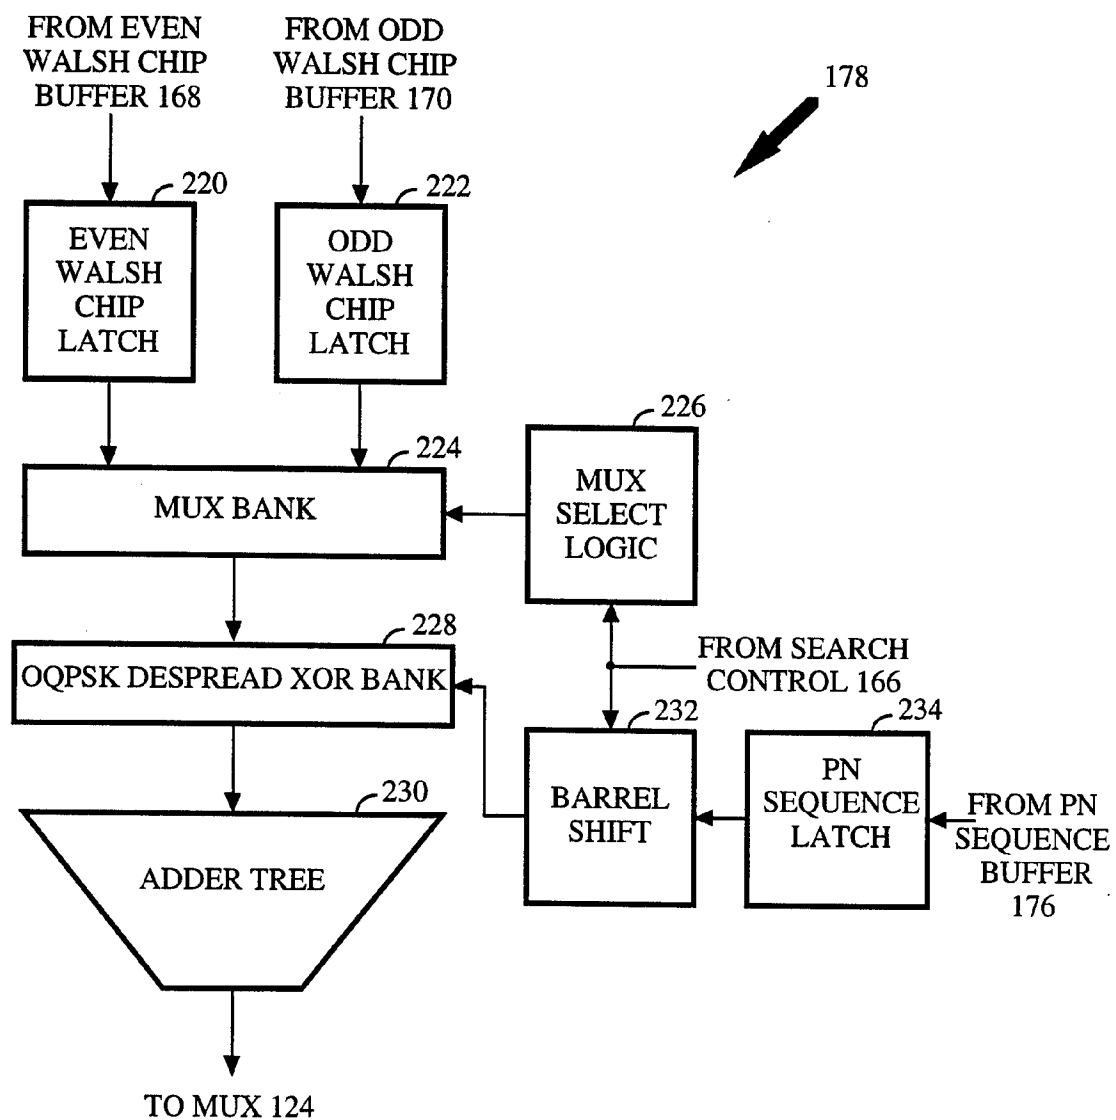 FROM EVEN
WALSH CHIP
BUFFER 168
FROM ODD
WALSH CHIP
BUFFER 170
178
220
EVEN
WALSH
CHIP
LATCH
222
ODD
WALSH
CHIP
LATCH
224
MUX BANK
226
MUX
SELECT
LOGIC
228
OQPSK DESPREAD XOR BANK
FROM SEARCH
CONTROL 166
232
BARREL
SHIFT
234
PN
SEQUENCE
LATCH
FROM PN
SEQUENCE
BUFFER
176
230
ADDER TREE
TO MUX 124